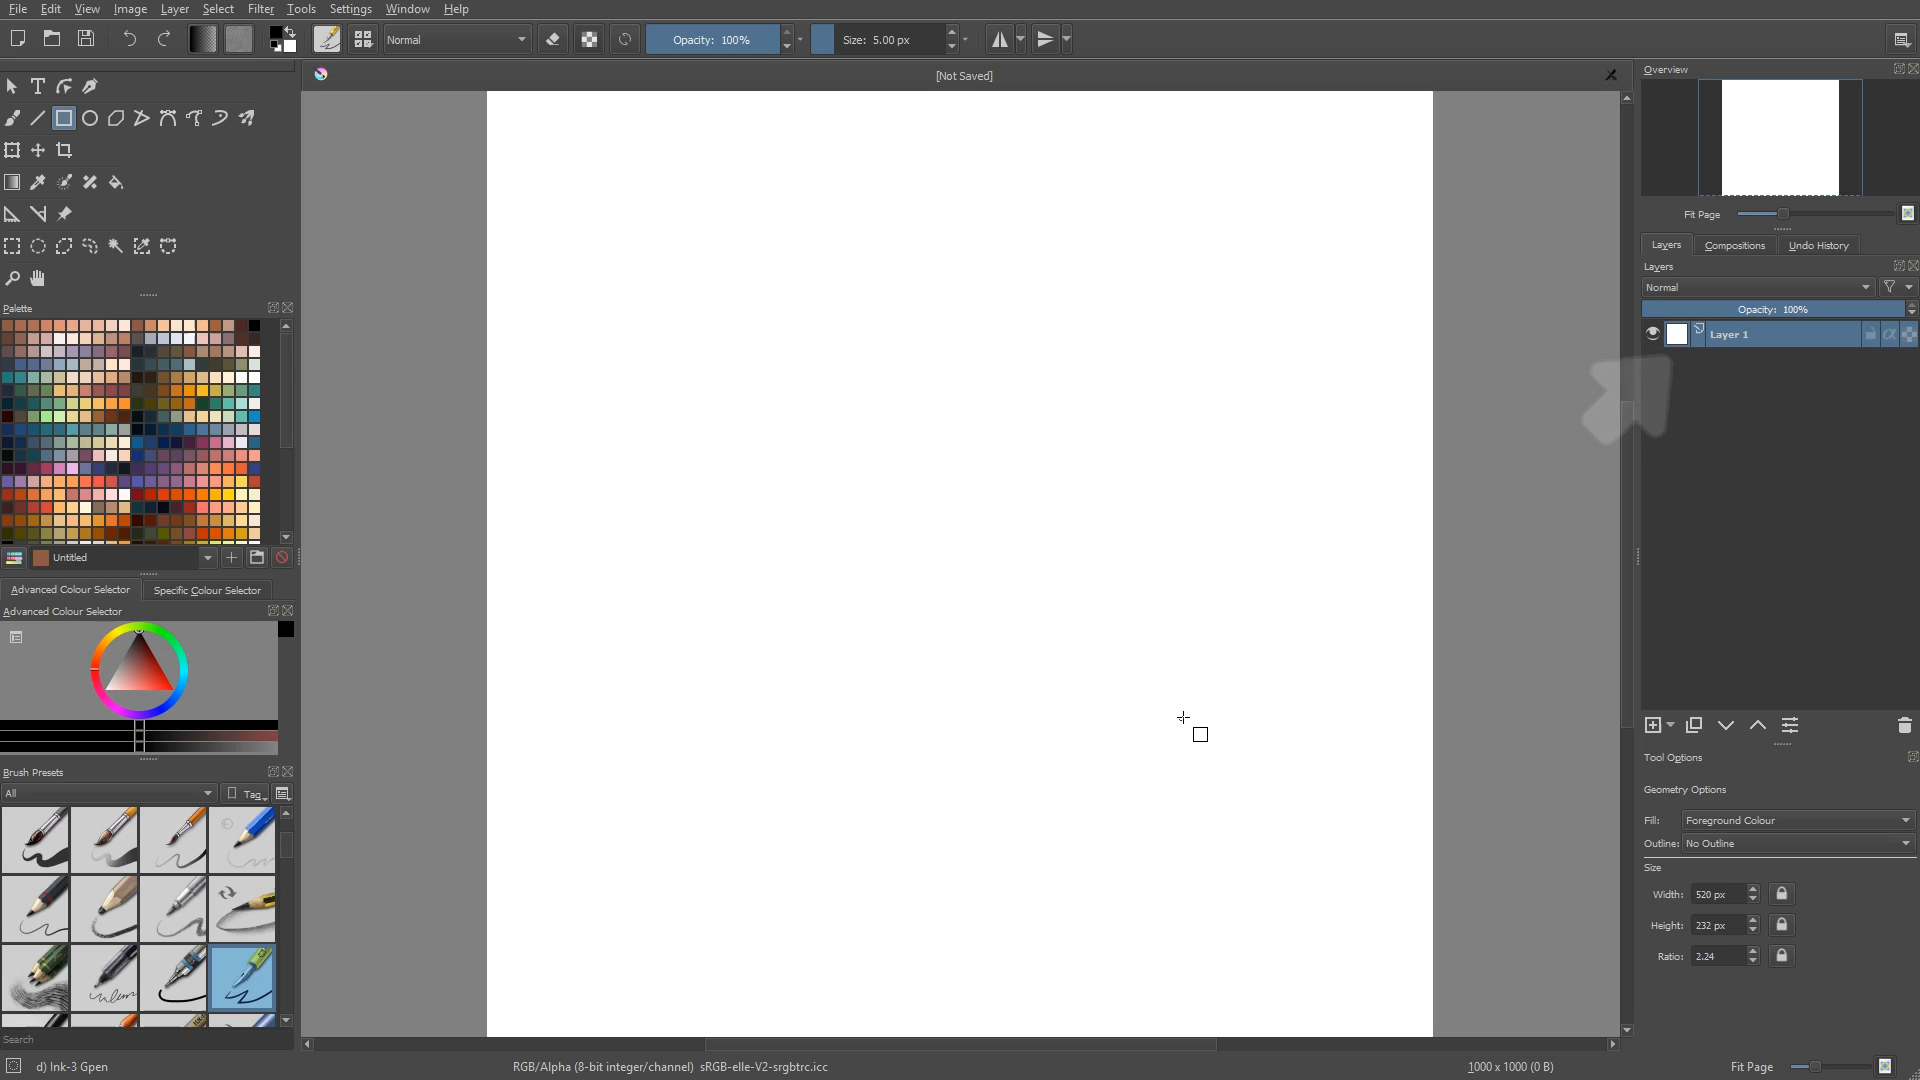 File Edit View Image Layer Select Filter Tools Settings Window Help
Normal Opacity: 100% Size: 5.00 px
[Not Saved]
Overview
Fit Page
Layers Compositions Undo History
Layers
Normal
Opacity: 100%
Layer 1
Palette
Untitled
Advanced Colour Selector Specific Colour Selector
Advanced Colour Selector
Brush Presets
All Tag
Search
Tool Options
Geometry Options
Fill: Foreground Colour
Outline: No Outline
Size
Width: 520 px
Height: 232 px
Ratio: 2.24
d) Ink-3 Gpen RGB/Alpha (8-bit integer/channel) sRGB-elle-V2-srgbtrc.icc 1000 x 1000 (0 B) Fit Page